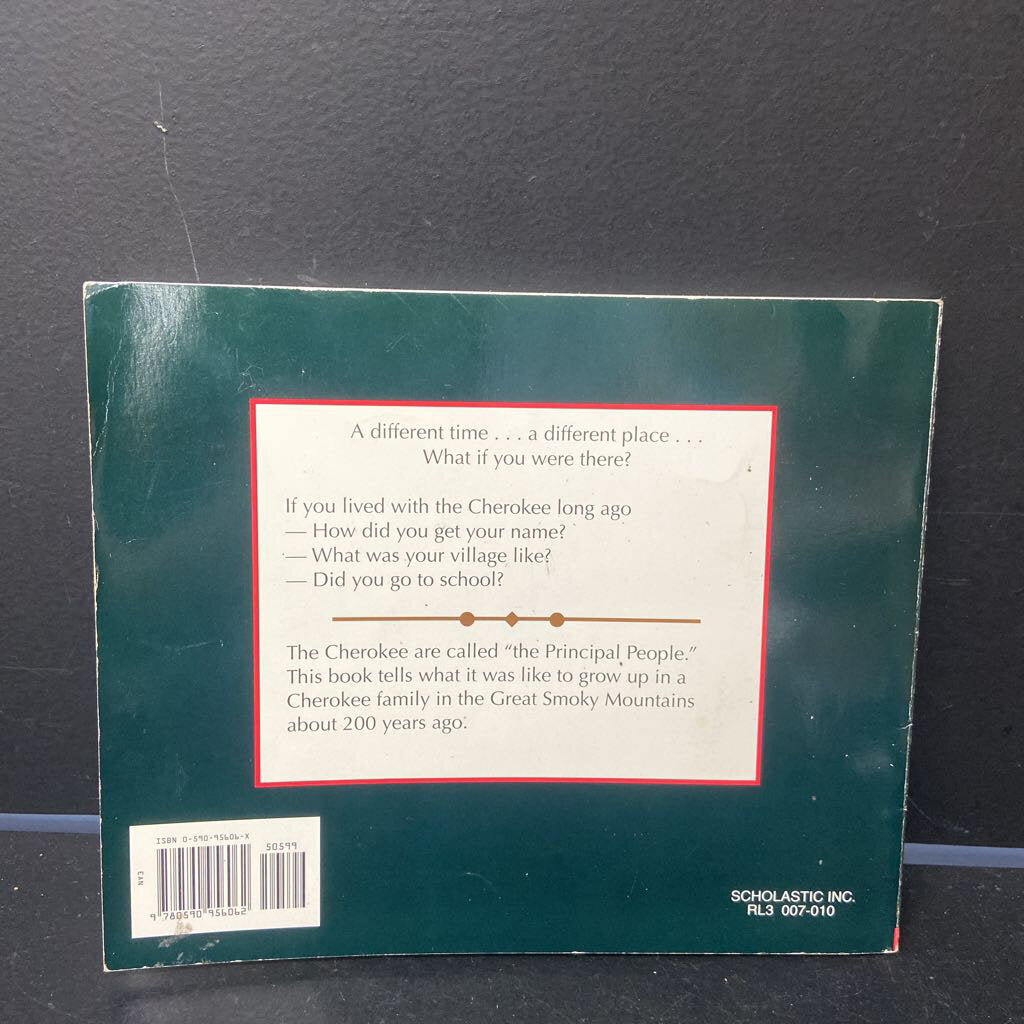 A different time . . . a different place . . .
What if you were there?
If you lived with the Cherokee long ago
— How did you get your name?
— What was your village like?
— Did you go to school?
The Cherokee are called “the Principal People.”
This book tells what it was like to grow up in a
Cherokee family in the Great Smoky Mountains
about 200 years ago.
ISBN 0-590-95606-X
50599
EAN
9 780590 956062
SCHOLASTIC INC.
RL3 007-010